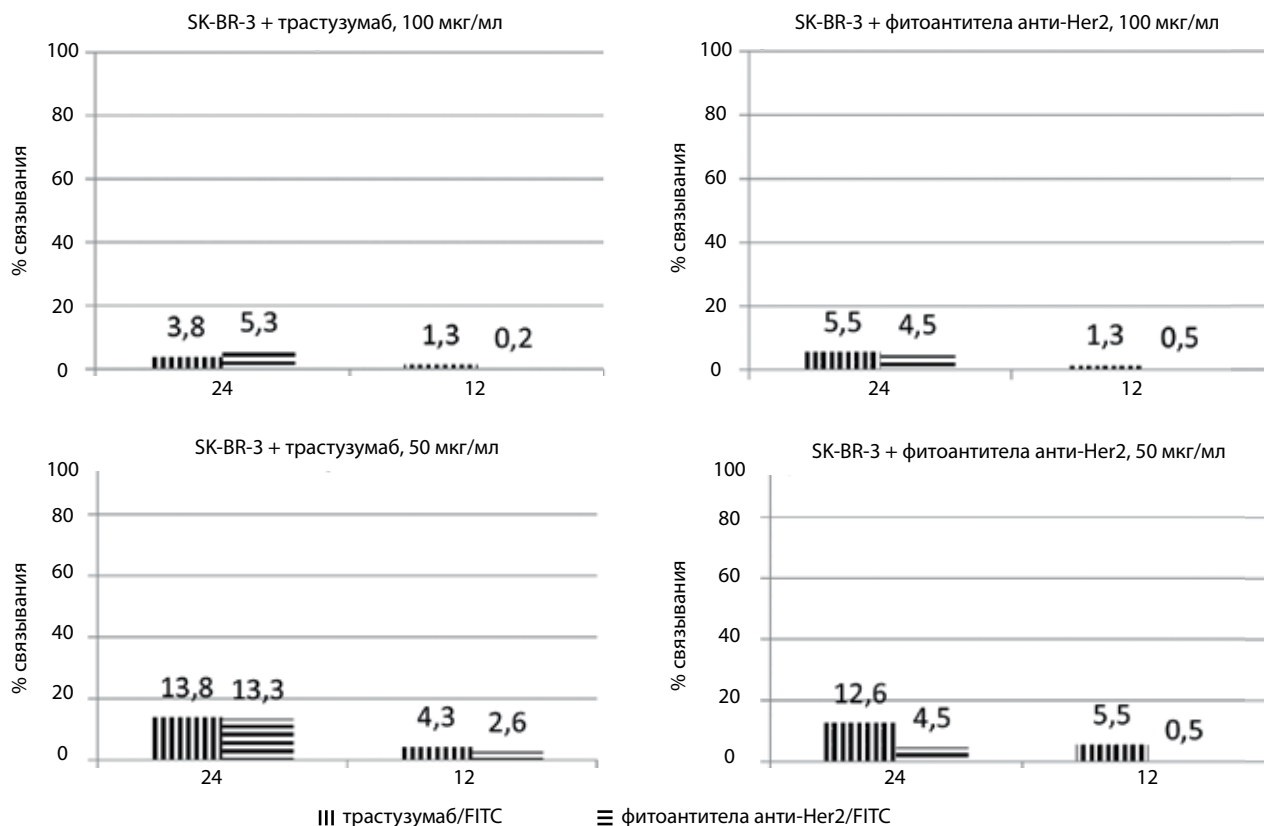 SK-BR-3 + трастузумаб, 100 мкг/мл
% связывания
100
80
60
40
20
0
3,8 5,3 1,3 0,2
24 12
SK-BR-3 + фитоантитела анти-Her2, 100 мкг/мл
% связывания
100
80
60
40
20
0
5,5 4,5 1,3 0,5
24 12
SK-BR-3 + трастузумаб, 50 мкг/мл
% связывания
100
80
60
40
20
0
13,8 13,3 4,3 2,6
24 12
SK-BR-3 + фитоантитела анти-Her2, 50 мкг/мл
% связывания
100
80
60
40
20
0
12,6 4,5 5,5 0,5
24 12
трастузумаб/FITC фитоантитела анти-Her2/FITC